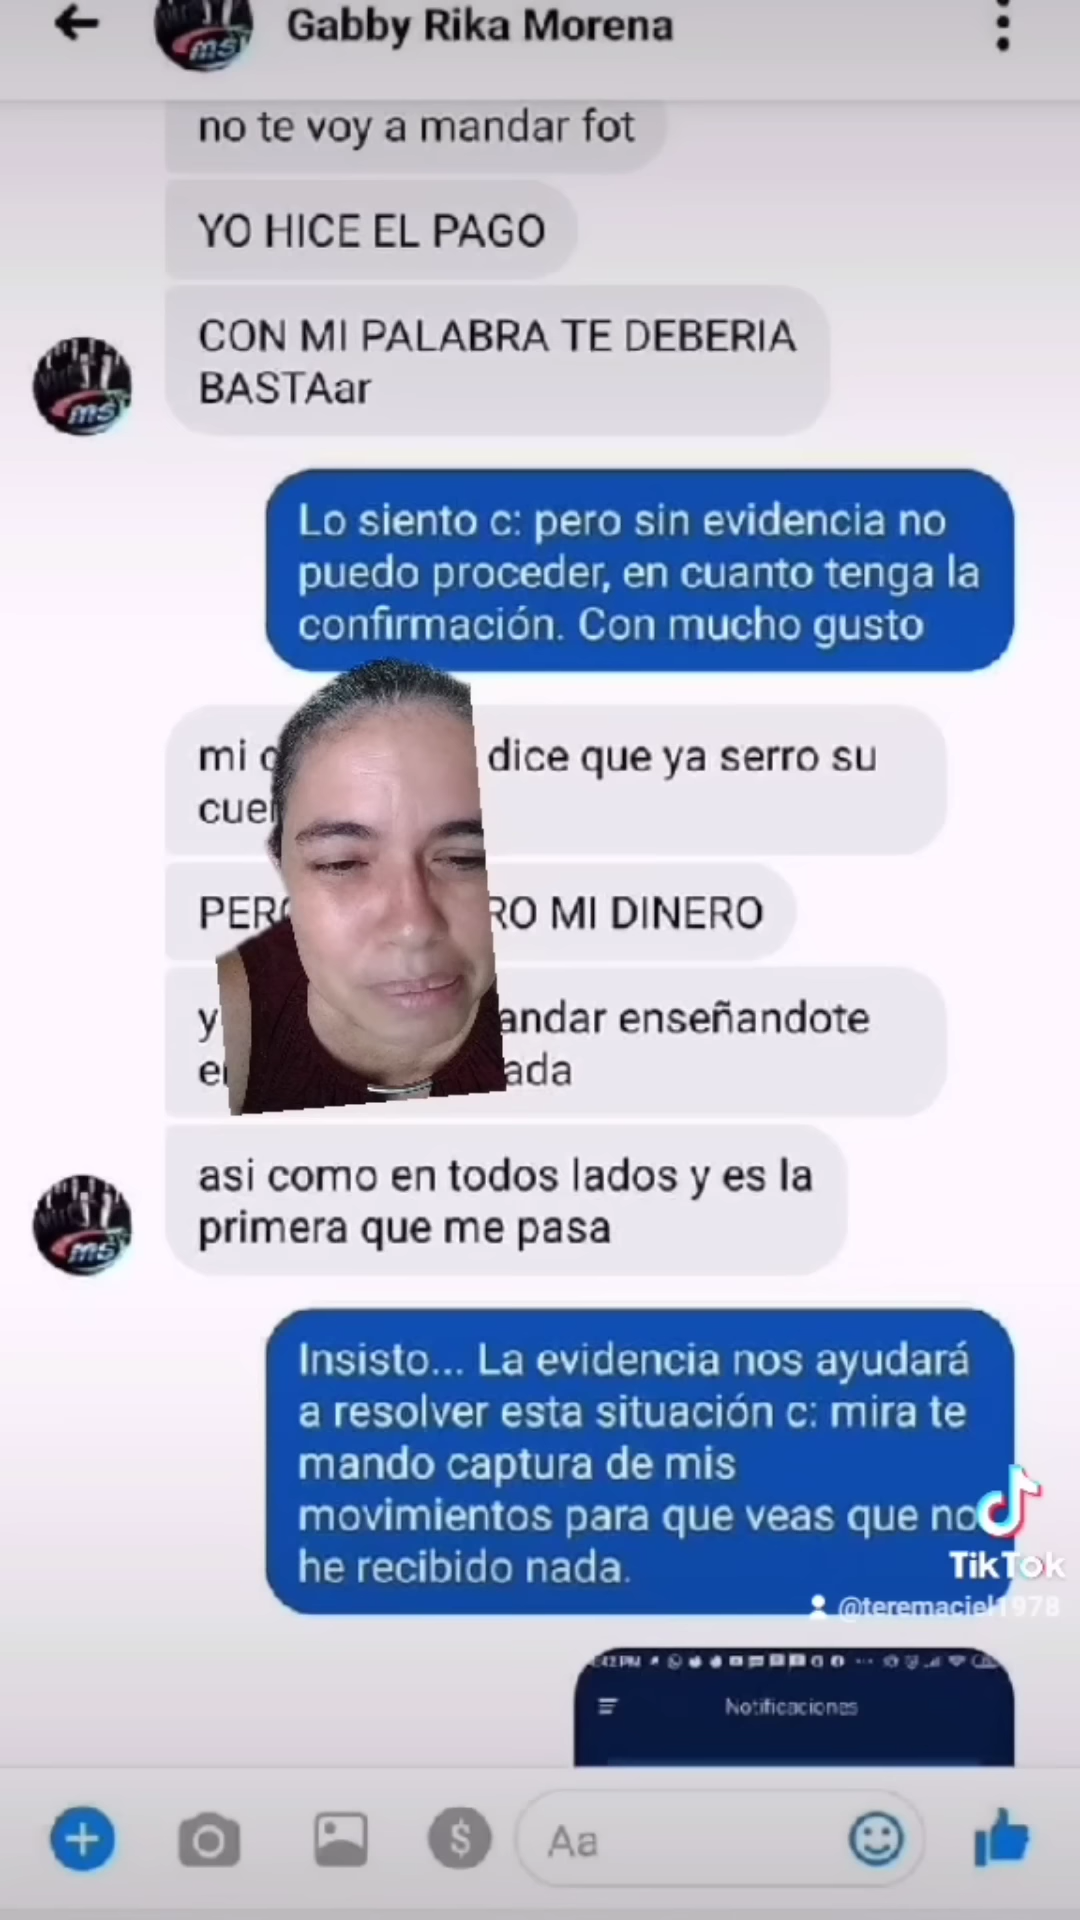 Gabby Rika Morena
no te voy a mandar fot
YO HICE EL PAGO
CON MI PALABRA TE DEBERIA
BASTAar
Lo siento c: pero sin evidencia no
puedo proceder, en cuanto tenga la
confirmación. Con mucho gusto
mi dice que ya serro su
PERO MI DINERO
enseñandote
asi como en todos lados y es la
primera que me pasa
Insisto... La evidencia nos ayudará
a resolver esta situación c: mira te
mando captura de mis
movimientos para que veas que no
he recibido nada.
TikTok
@teremaciel1978
Notificaciones
Aa